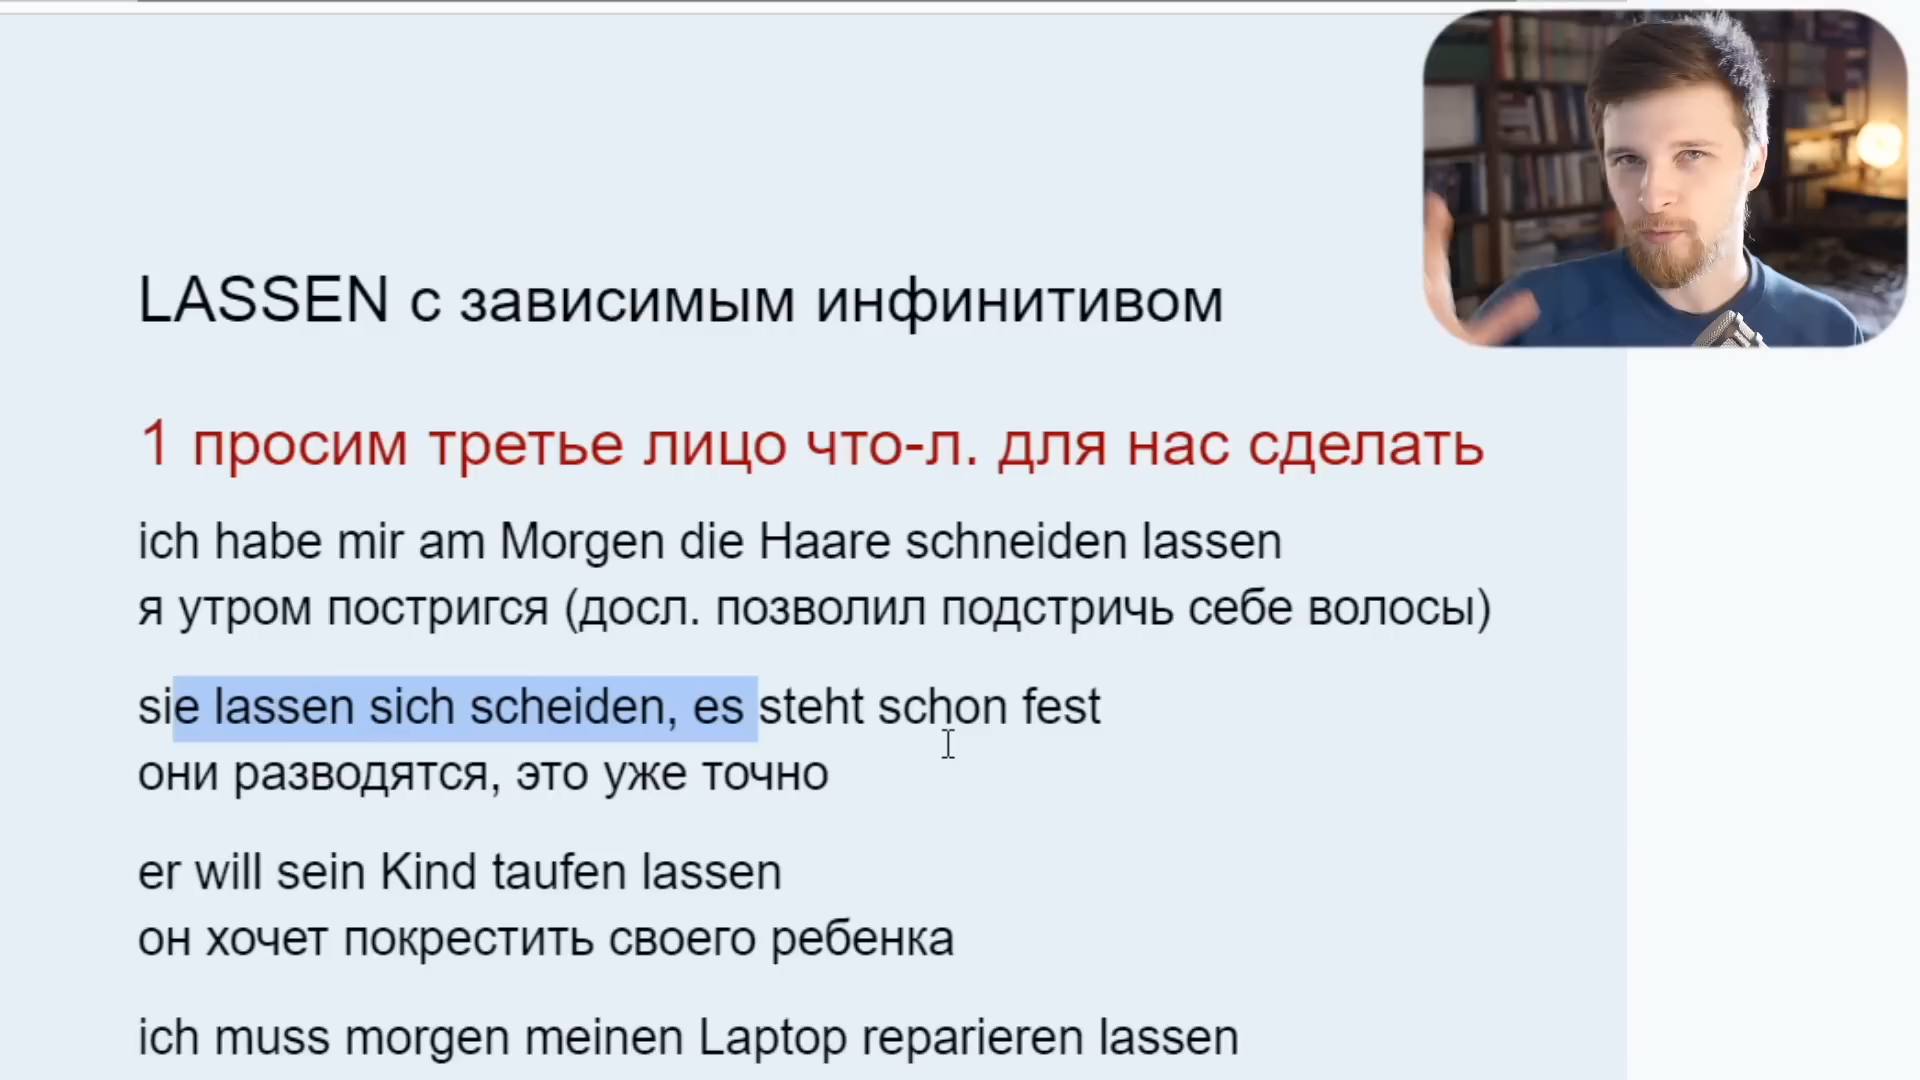 LASSEN с зависимым инфинитивом
1 просим третье лицо что-л. для нас сделать
ich habe mir am Morgen die Haare schneiden lassen
я утром постригся (досл. позволил подстричь себе волосы)
sie lassen sich scheiden, es steht schon fest
они разводятся, это уже точно
er will sein Kind taufen lassen
он хочет покрестить своего ребенка
ich muss morgen meinen Laptop reparieren lassen